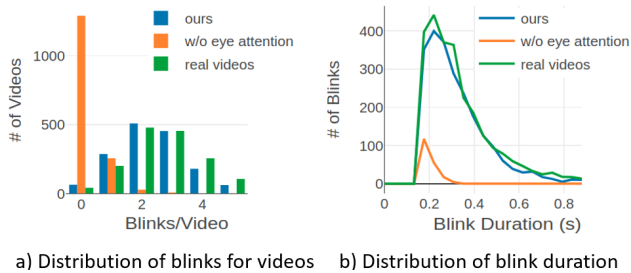 ours
w/o eye attention
real videos
# of Videos
1000
500
0
0
2
4
Blinks/Video
a) Distribution of blinks for videos
ours
w/o eye attention
real videos
# of Blinks
400
300
200
100
0
0
0.2
0.4
0.6
0.8
Blink Duration (s)
b) Distribution of blink duration